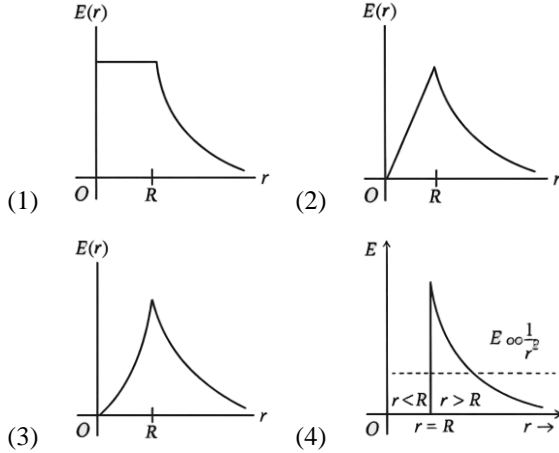 E(r)
O
R
r
(1)
E(r)
O
R
r
(2)
E(r)
O
R
r
(3)
E
E ∞ 1/r²
r < R
r > R
O
r = R
r →
(4)